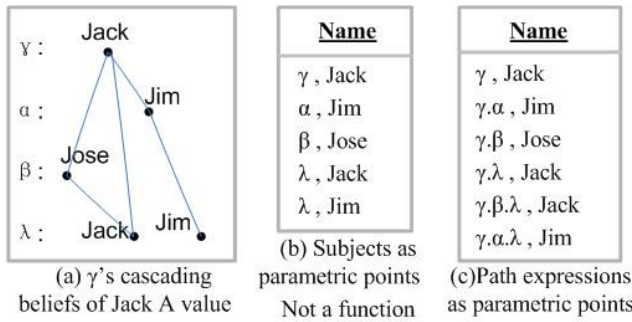 Jack
γ :
Jim
α :
Jose
β :
Jack
Jim
λ :
(a) γ's cascading
beliefs of Jack A value
Name
γ , Jack
α , Jim
β , Jose
λ , Jack
λ , Jim
(b) Subjects as
parametric points
Not a function
Name
γ , Jack
γ.α , Jim
γ.β , Jose
γ.λ , Jack
γ.β.λ , Jack
γ.α.λ , Jim
(c)Path expressions
as parametric points